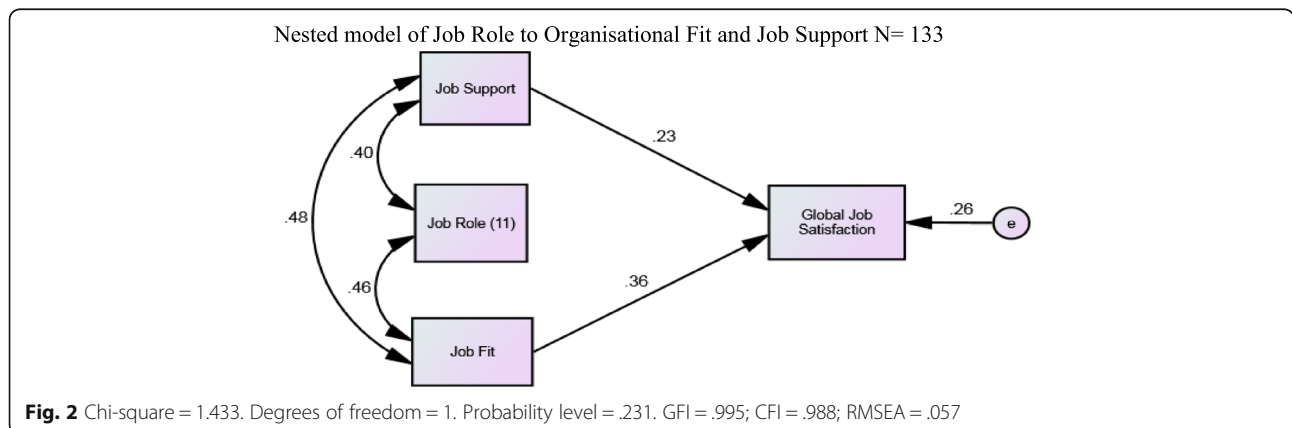 Nested model of Job Role to Organisational Fit and Job Support N= 133
Job Support
.23
.40
Job Role (11)
.48
Global Job
Satisfaction
.26
e
.46
.36
Job Fit
Fig. 2 Chi-square = 1.433. Degrees of freedom = 1. Probability level = .231. GFI = .995; CFI = .988; RMSEA = .057